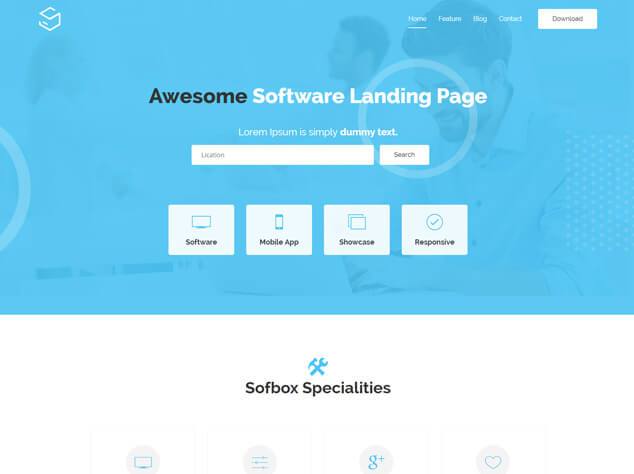 Home Feature Blog Contact Download
Awesome Software Landing Page
Lorem Ipsum is simply dummy text.
Lication Search
Software Mobile App Showcase Responsive
Sofbox Specialities
g+